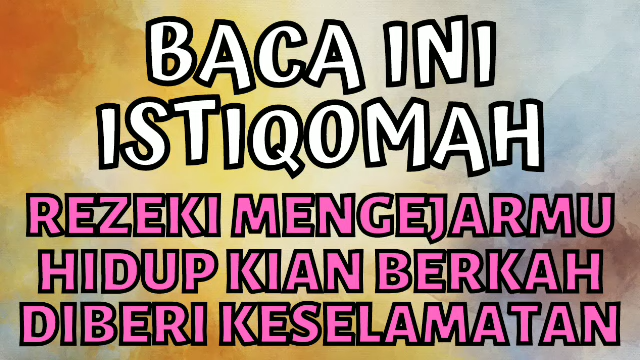 BACA INI
ISTIQOMAH
REZEKI MENGEJARMU
HIDUP KIAN BERKAH
DIBERI KESELAMATAN